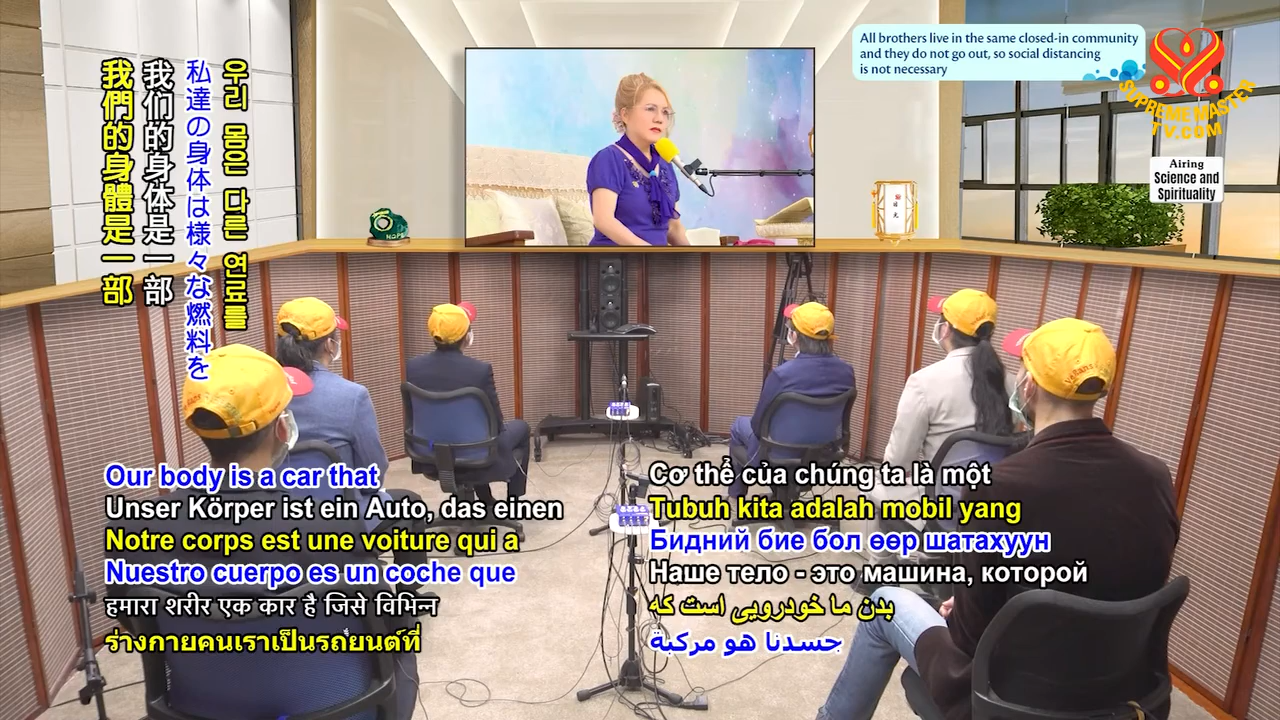 All brothers live in the same closed-in community
and they do not go out, so social distancing
is not necessary
SUPREME MASTER
TV.COM
Airing
Science and
Spirituality
HOPE
우리 몸은 다른 연료를
私達の身体は様々な燃料を
我们的身体是一部
我們的身體是一部
Our body is a car that
Unser Körper ist ein Auto, das einen
Notre corps est une voiture qui a
Nuestro cuerpo es un coche que
हमारा शरीर एक कार है जिसे विभिन्न
ร่างกายคนเราเป็นรถยนต์ที่
Cơ thể của chúng ta là một
Tubuh kita adalah mobil yang
Бидний бие бол өөр шатахуун
Наше тело - это машина, которой
بدن ما خودرویی است که
جسدنا هو مركبة